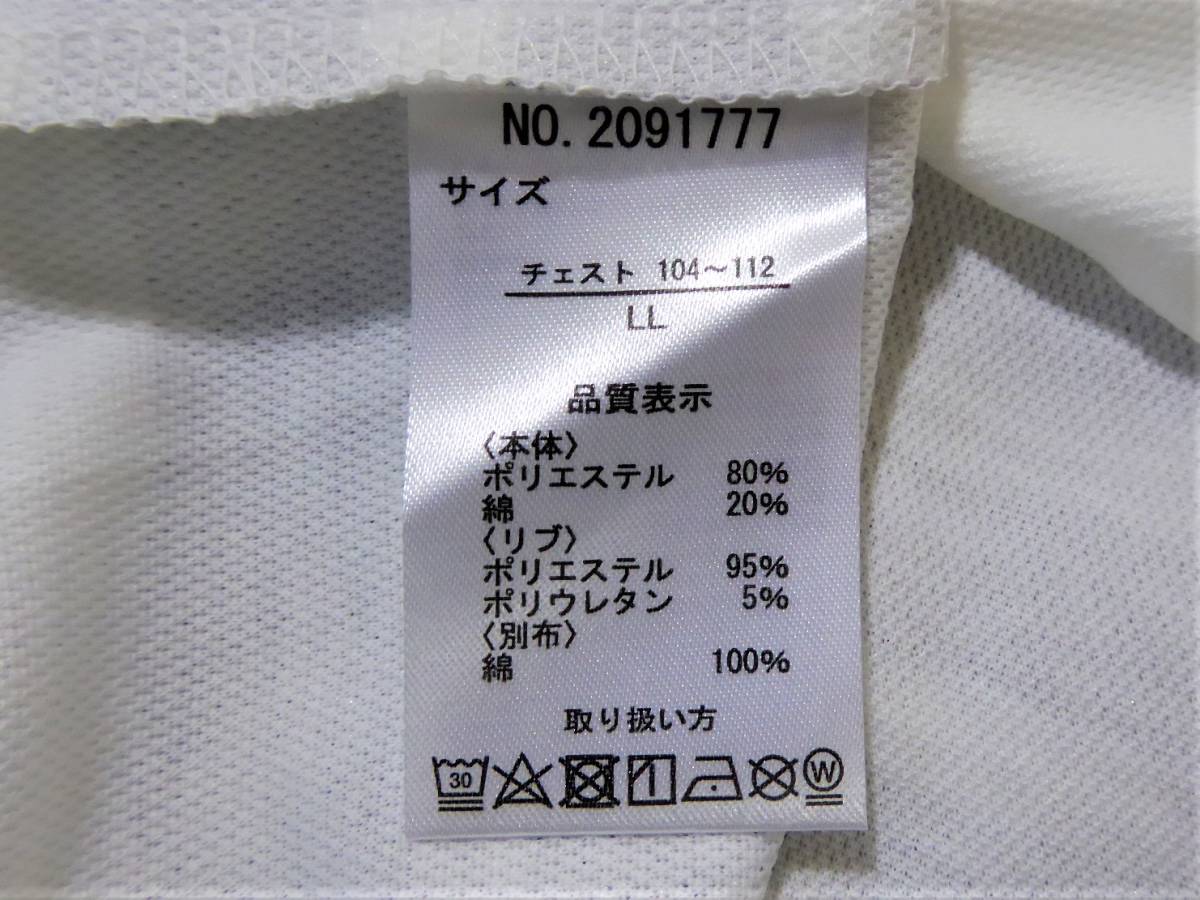 NO. 2091777
サイズ
チェスト 104～112
LL
品質表示
〈本体〉
ポリエステル 80%
綿 20%
〈リブ〉
ポリエステル 95%
ポリウレタン 5%
〈別布〉
綿 100%
取り扱い方
30 W